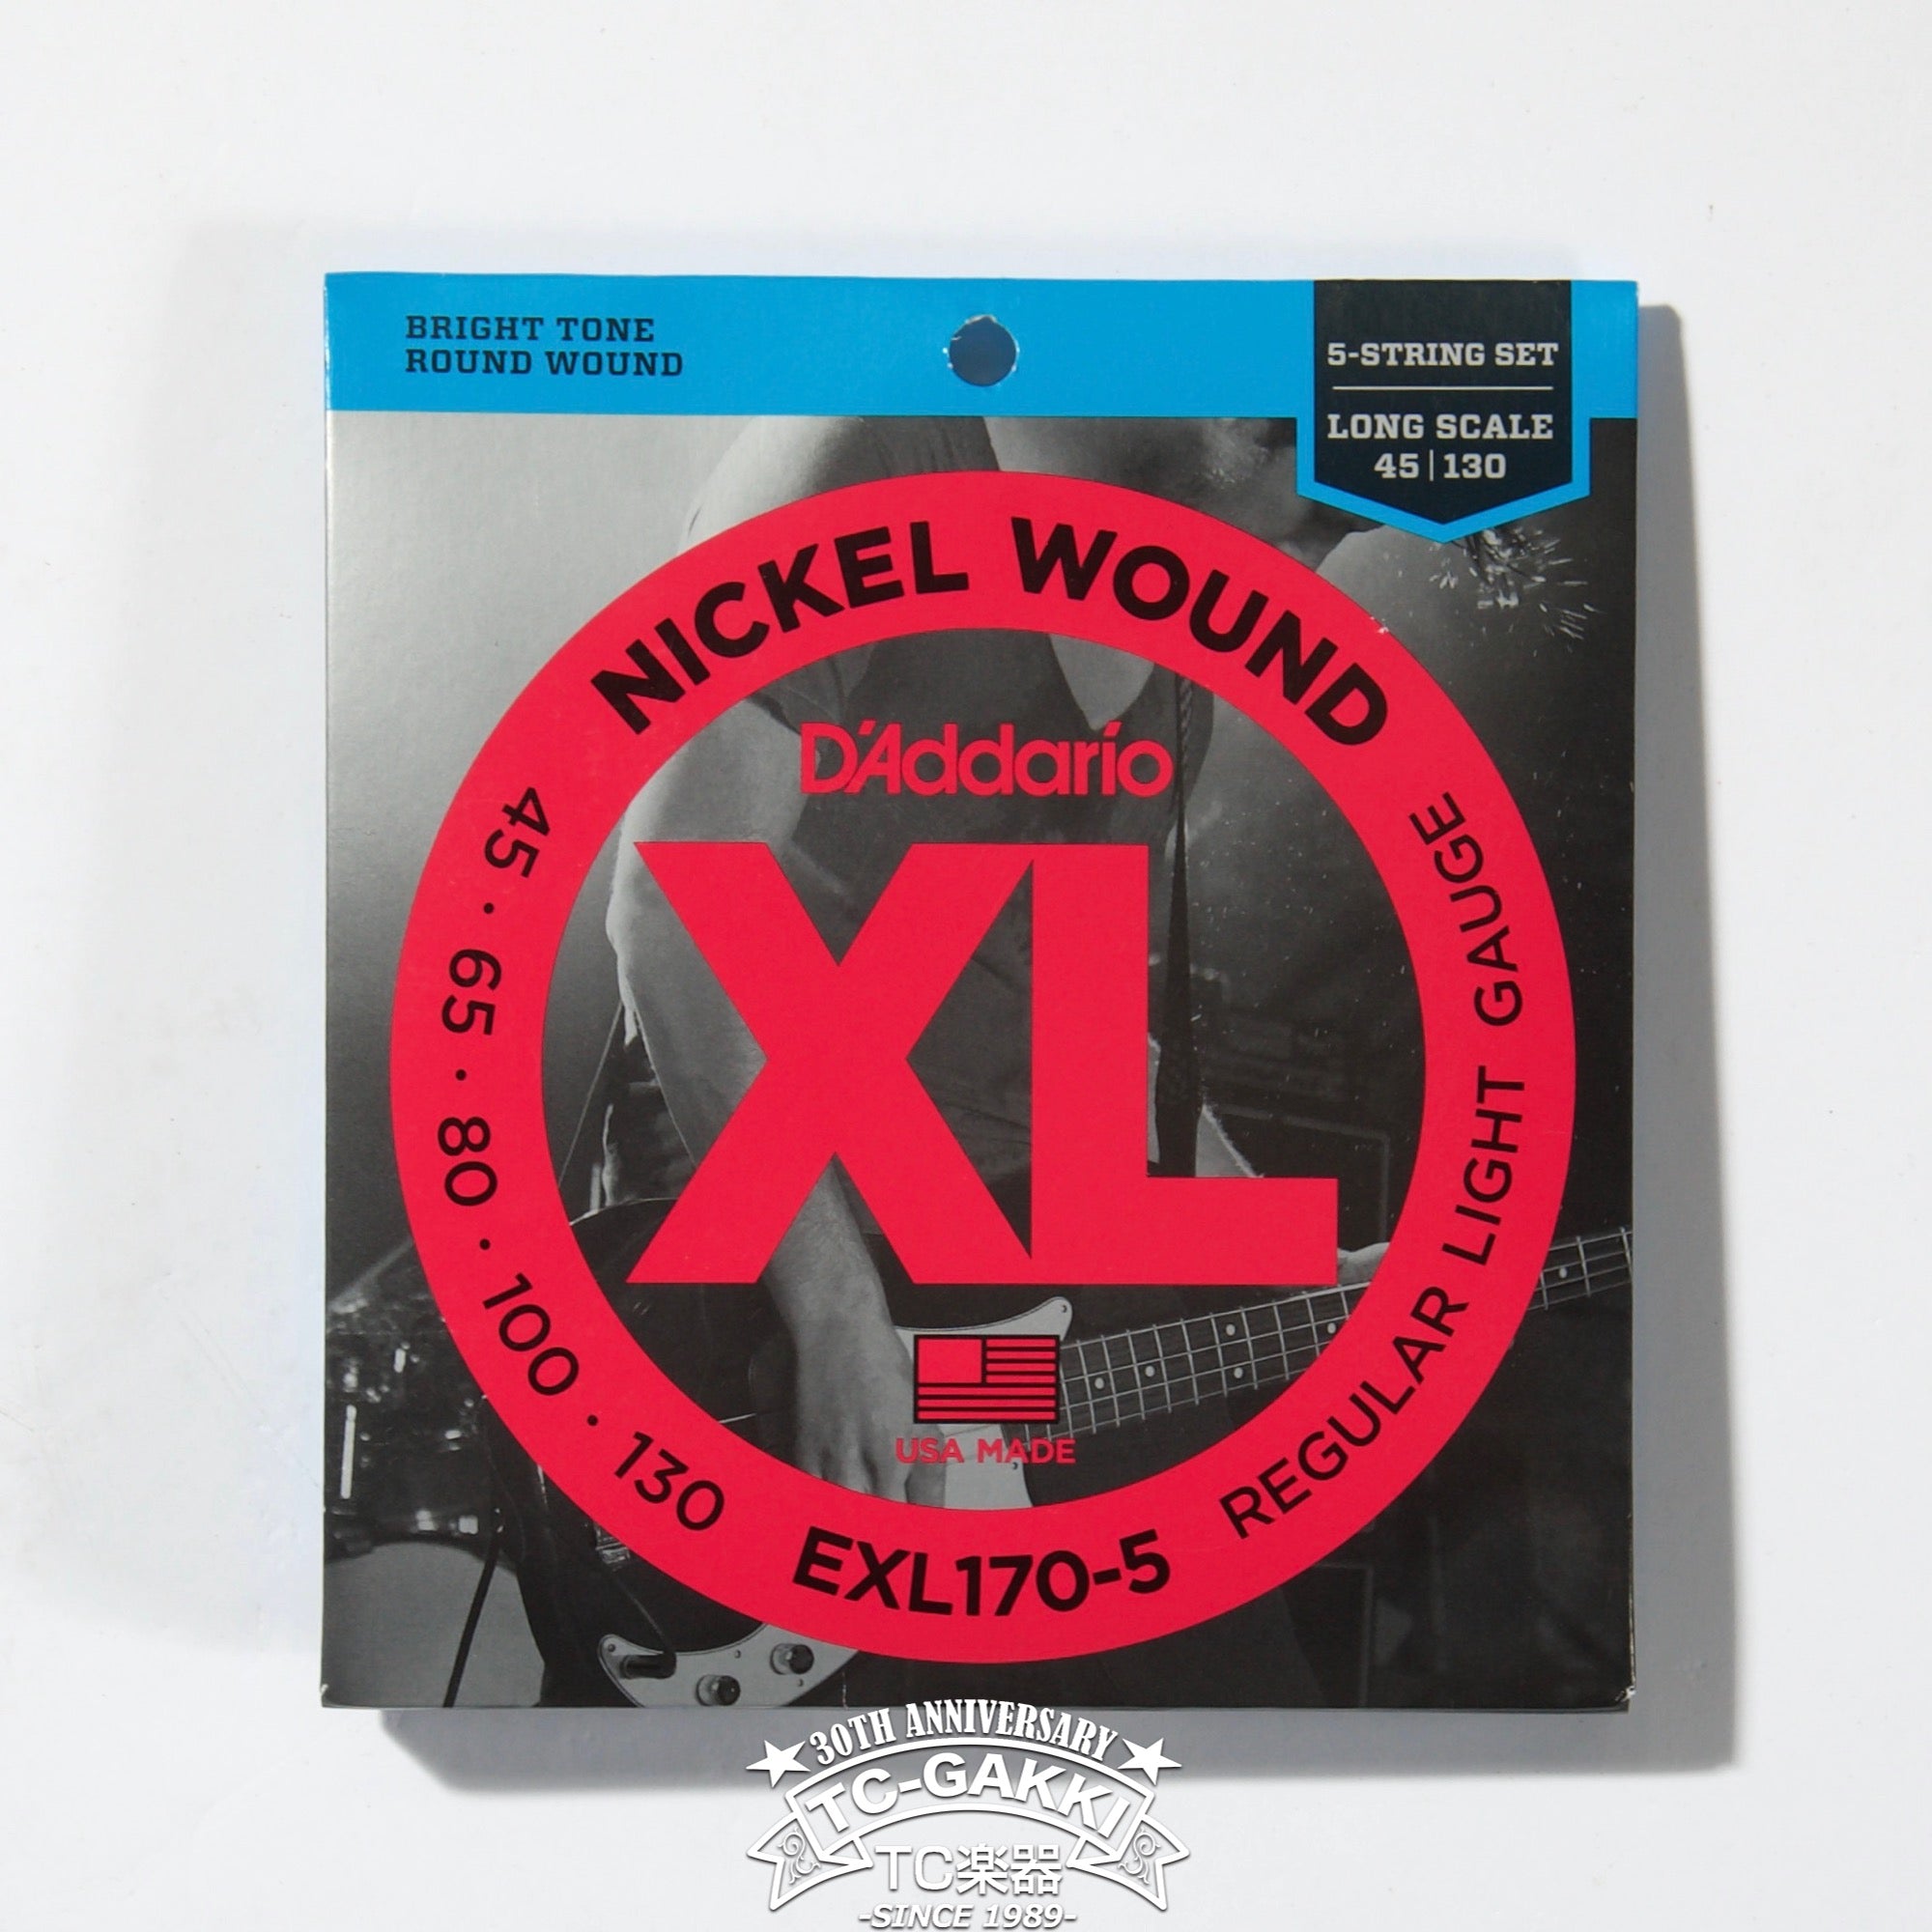 BRIGHT TONE
ROUND WOUND
5-STRING SET
LONG SCALE
45|130
NICKEL WOUND
D'Addario
XL
USA MADE
45 · 65 · 80 · 100 · 130
EXL170-5
REGULAR LIGHT GAUGE
30TH ANNIVERSARY
TC-GAKKI
TC楽器
-SINCE 1989-